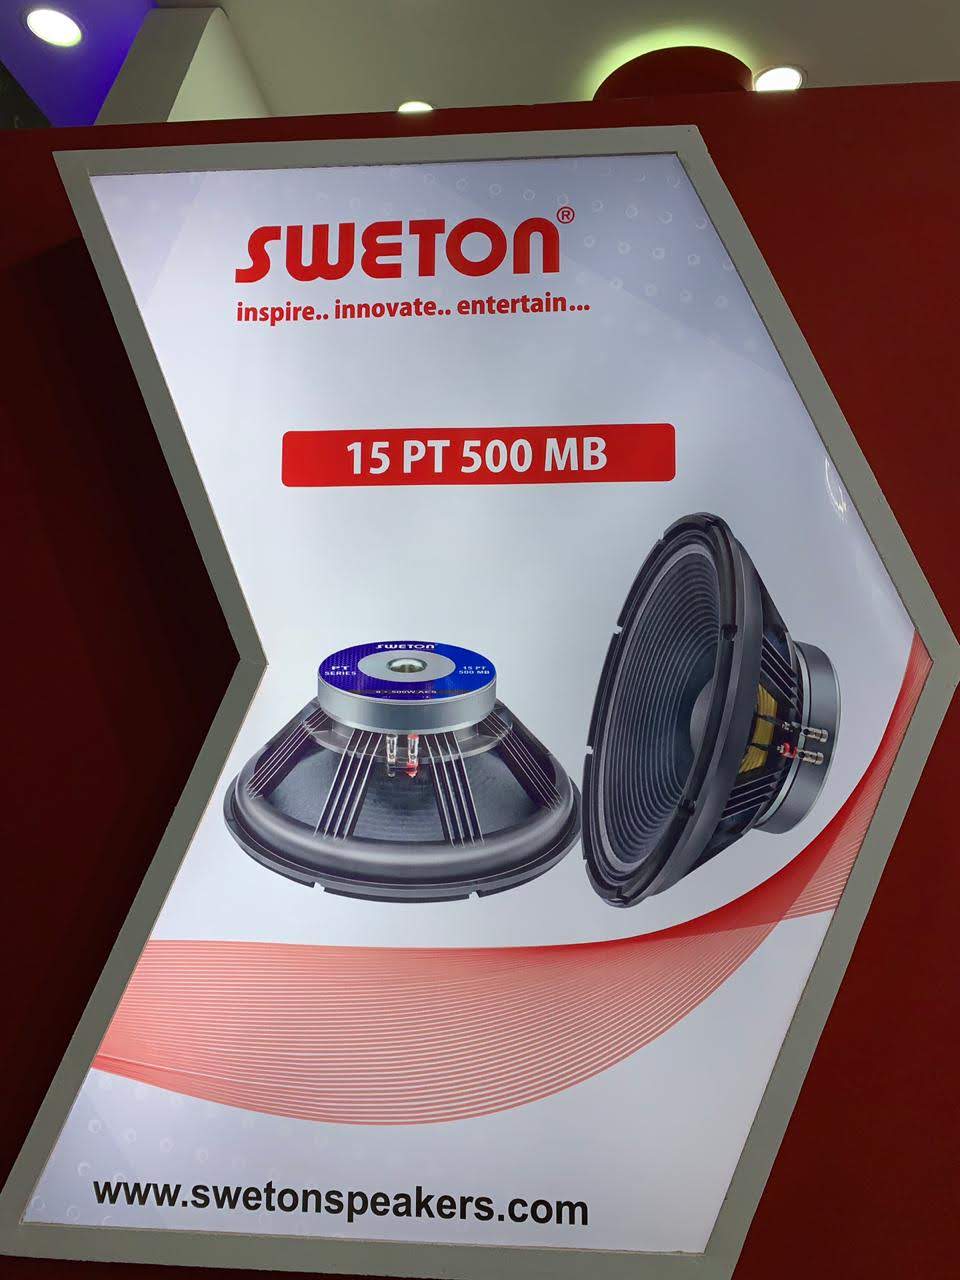 SWETON®
inspire.. innovate.. entertain...
15 PT 500 MB
SWETON
PT
SERIES
15 PT
500 MB
www.swetonspeakers.com